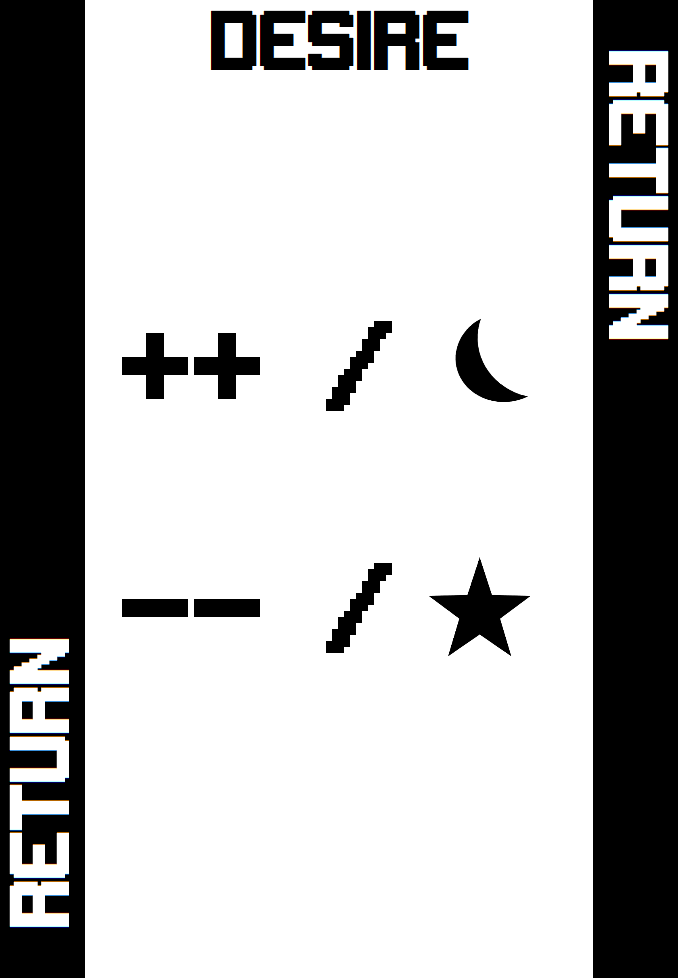 DESIRE
++ / ☾
-- / ★
RETURN
RETURN